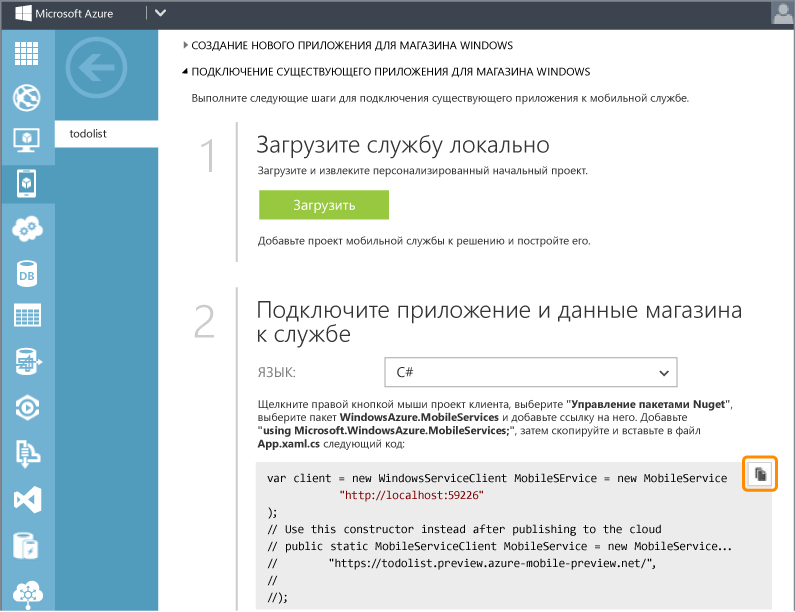 Microsoft Azure
СОЗДАНИЕ НОВОГО ПРИЛОЖЕНИЯ ДЛЯ МАГАЗИНА WINDOWS
ПОДКЛЮЧЕНИЕ СУЩЕСТВУЮЩЕГО ПРИЛОЖЕНИЯ ДЛЯ МАГАЗИНА WINDOWS
Выполните следующие шаги для подключения существующего приложения к мобильной службе.
todolist
1
Загрузите службу локально
Загрузите и извлеките персонализированный начальный проект.
Загрузить
Добавьте проект мобильной службы к решению и постройте его.
2
Подключите приложение и данные магазина
к службе
ЯЗЫК:
C#
Щелкните правой кнопкой мыши проект клиента, выберите "Управление пакетами Nuget",
выберите пакет WindowsAzure.MobileServices и добавьте ссылку на него. Добавьте
"using Microsoft.WindowsAzure.MobileServices;", затем скопируйте и вставьте в файл
App.xaml.cs следующий код:
var client = new WindowsServiceClient MobileSErvice = new MobileService
"http://localhost:59226"
);
// Use this constructor instead after publishing to the cloud
// public static MobileServiceClient MobileService = new MobileService…
// "https://todolist.preview.azure-mobile-preview.net/",
//
//);
DB